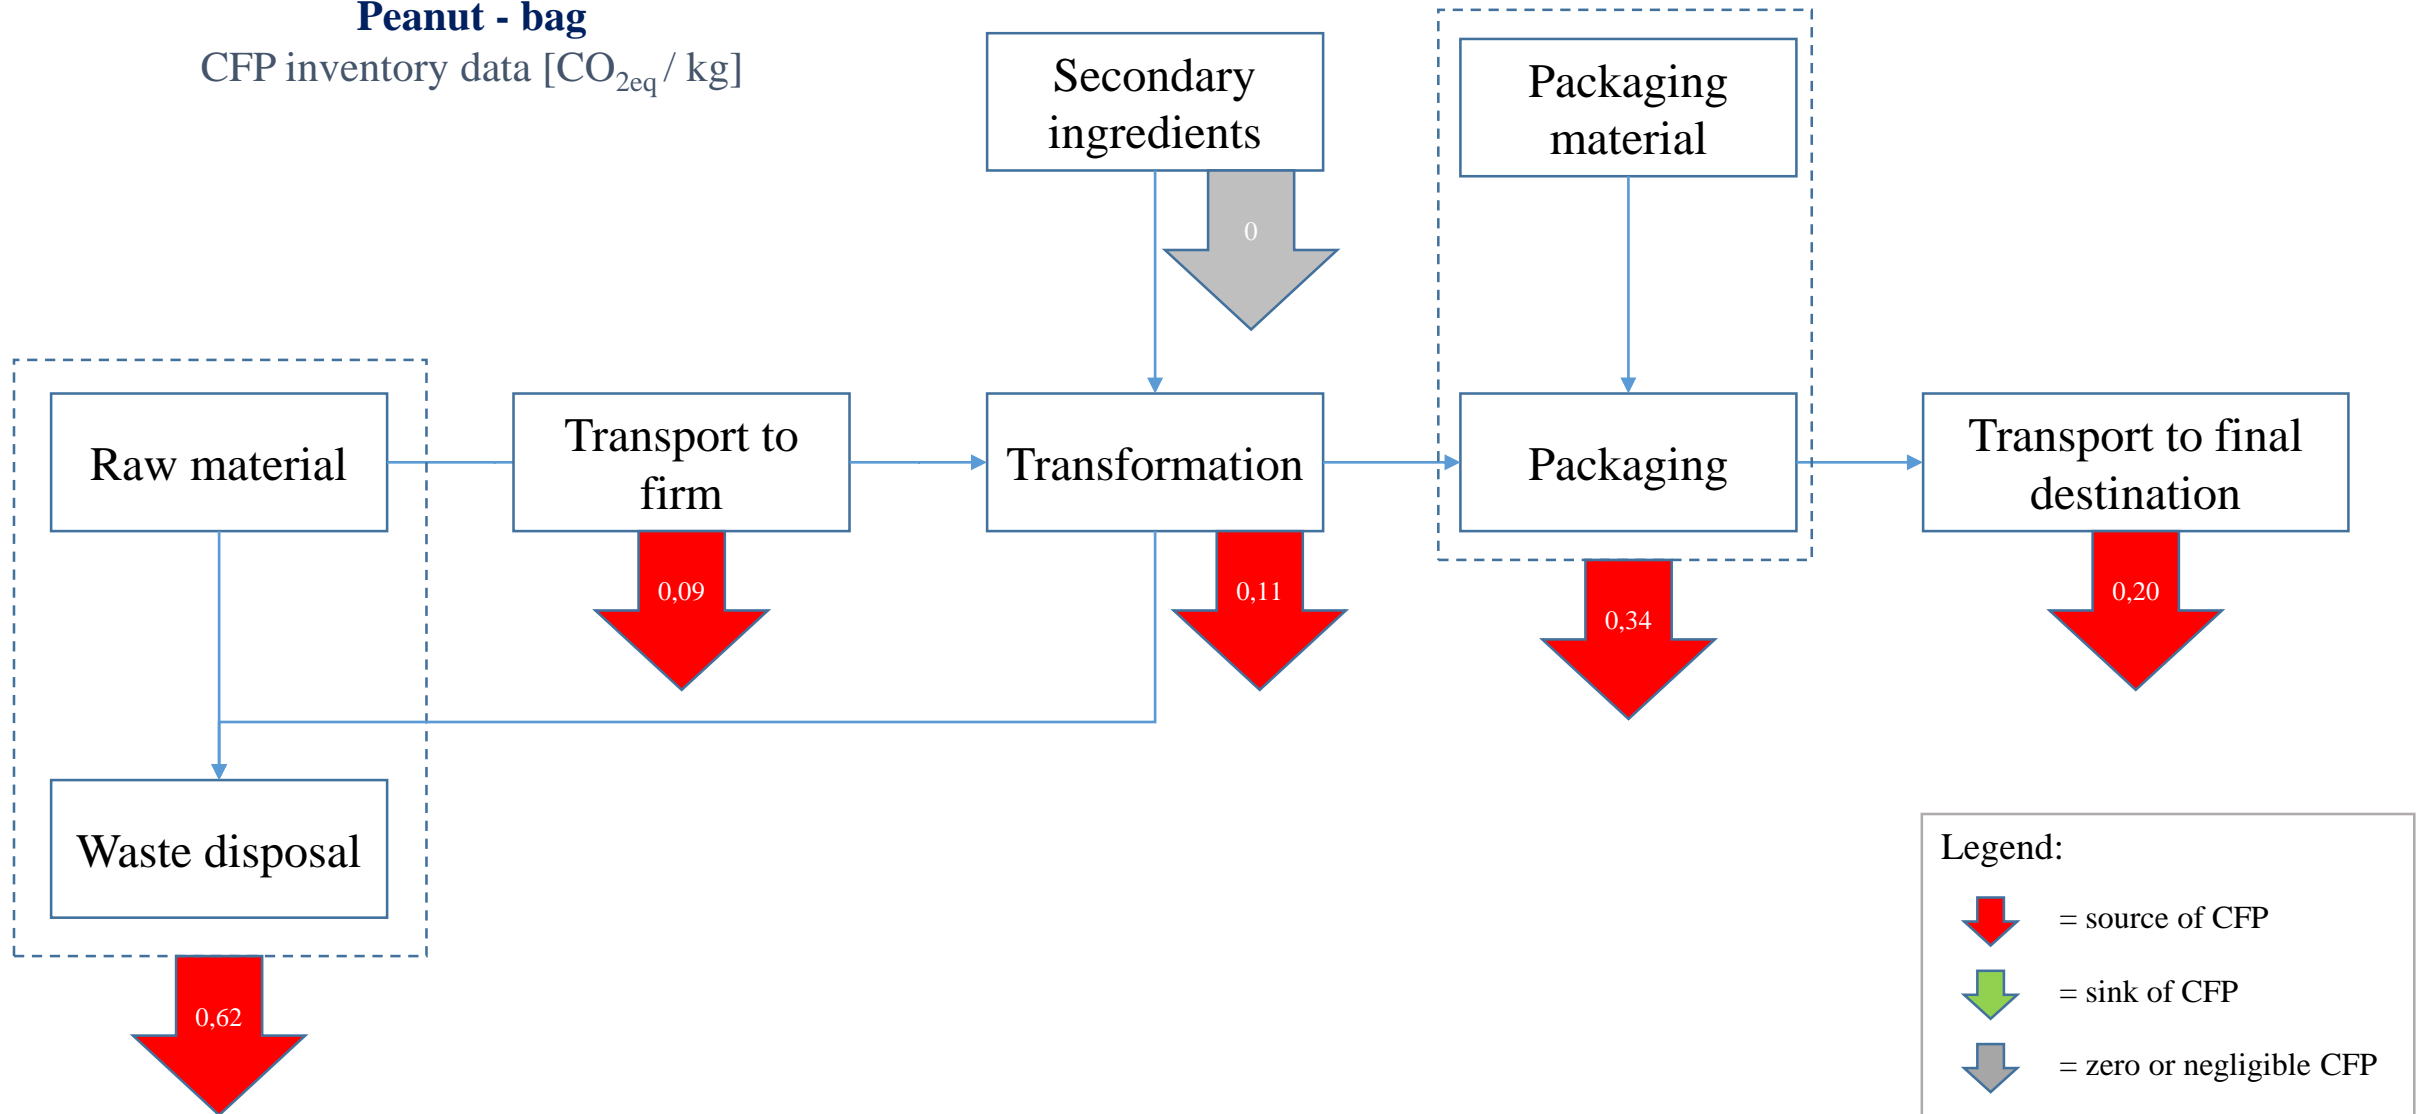 Peanut - bag
CFP inventory data [CO2eq / kg]
Secondary
ingredients
Packaging
material
0
Raw material
Transport to
firm
Transformation
Packaging
Transport to final
destination
0,09
0,11
0,34
0,20
Waste disposal
0,62
Legend:
= source of CFP
= sink of CFP
= zero or negligible CFP